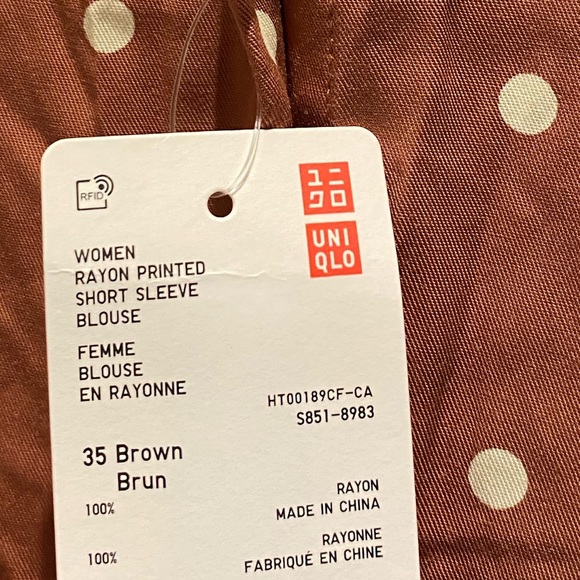 RFID
ユニ
クロ
UNI
QLO
WOMEN
RAYON PRINTED
SHORT SLEEVE
BLOUSE
FEMME
BLOUSE
EN RAYONNE
HT00189CF-CA
S851-8983
35 Brown
Brun
100% RAYON
MADE IN CHINA
100% RAYONNE
FABRIQUÉ EN CHINE